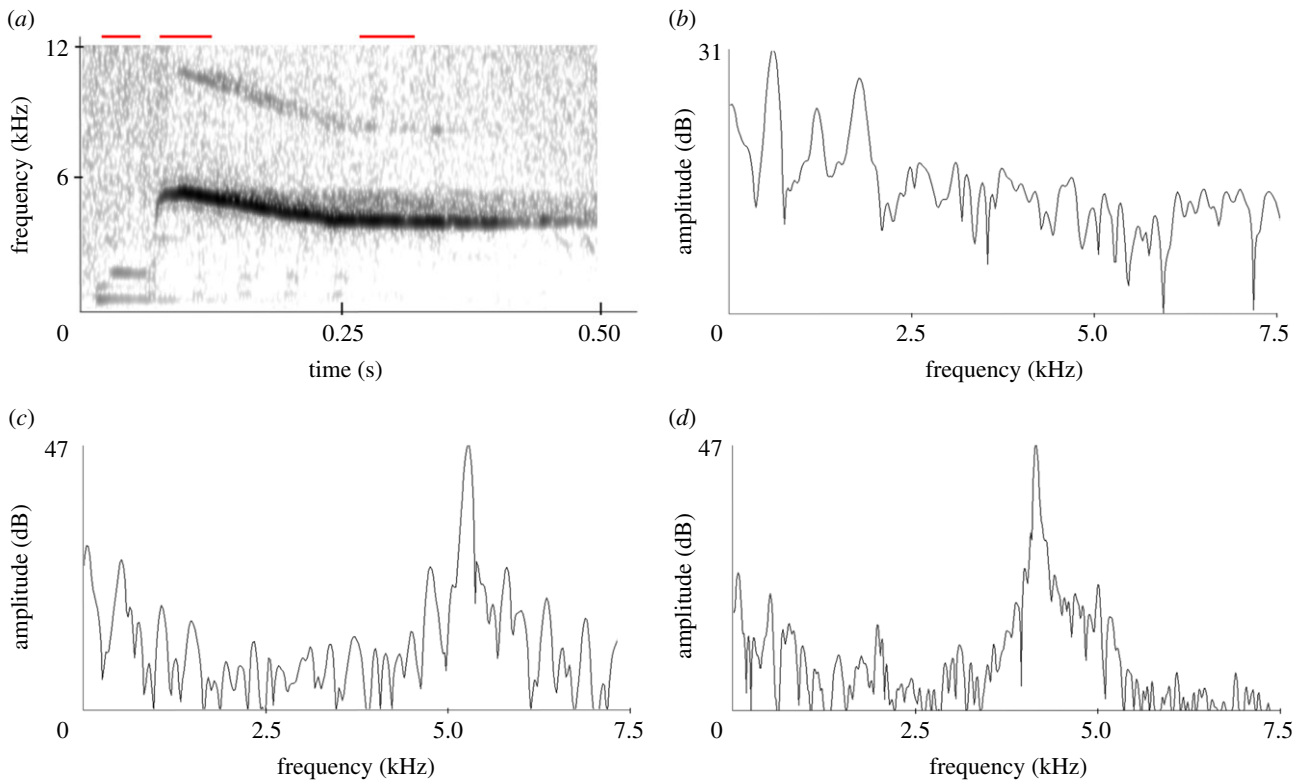 (a)
12
6
0
0.25
0.50
frequency (kHz)
time (s)
(b)
31
0
2.5
5.0
7.5
amplitude (dB)
frequency (kHz)
(c)
47
0
2.5
5.0
7.5
amplitude (dB)
frequency (kHz)
(d)
47
0
2.5
5.0
7.5
amplitude (dB)
frequency (kHz)